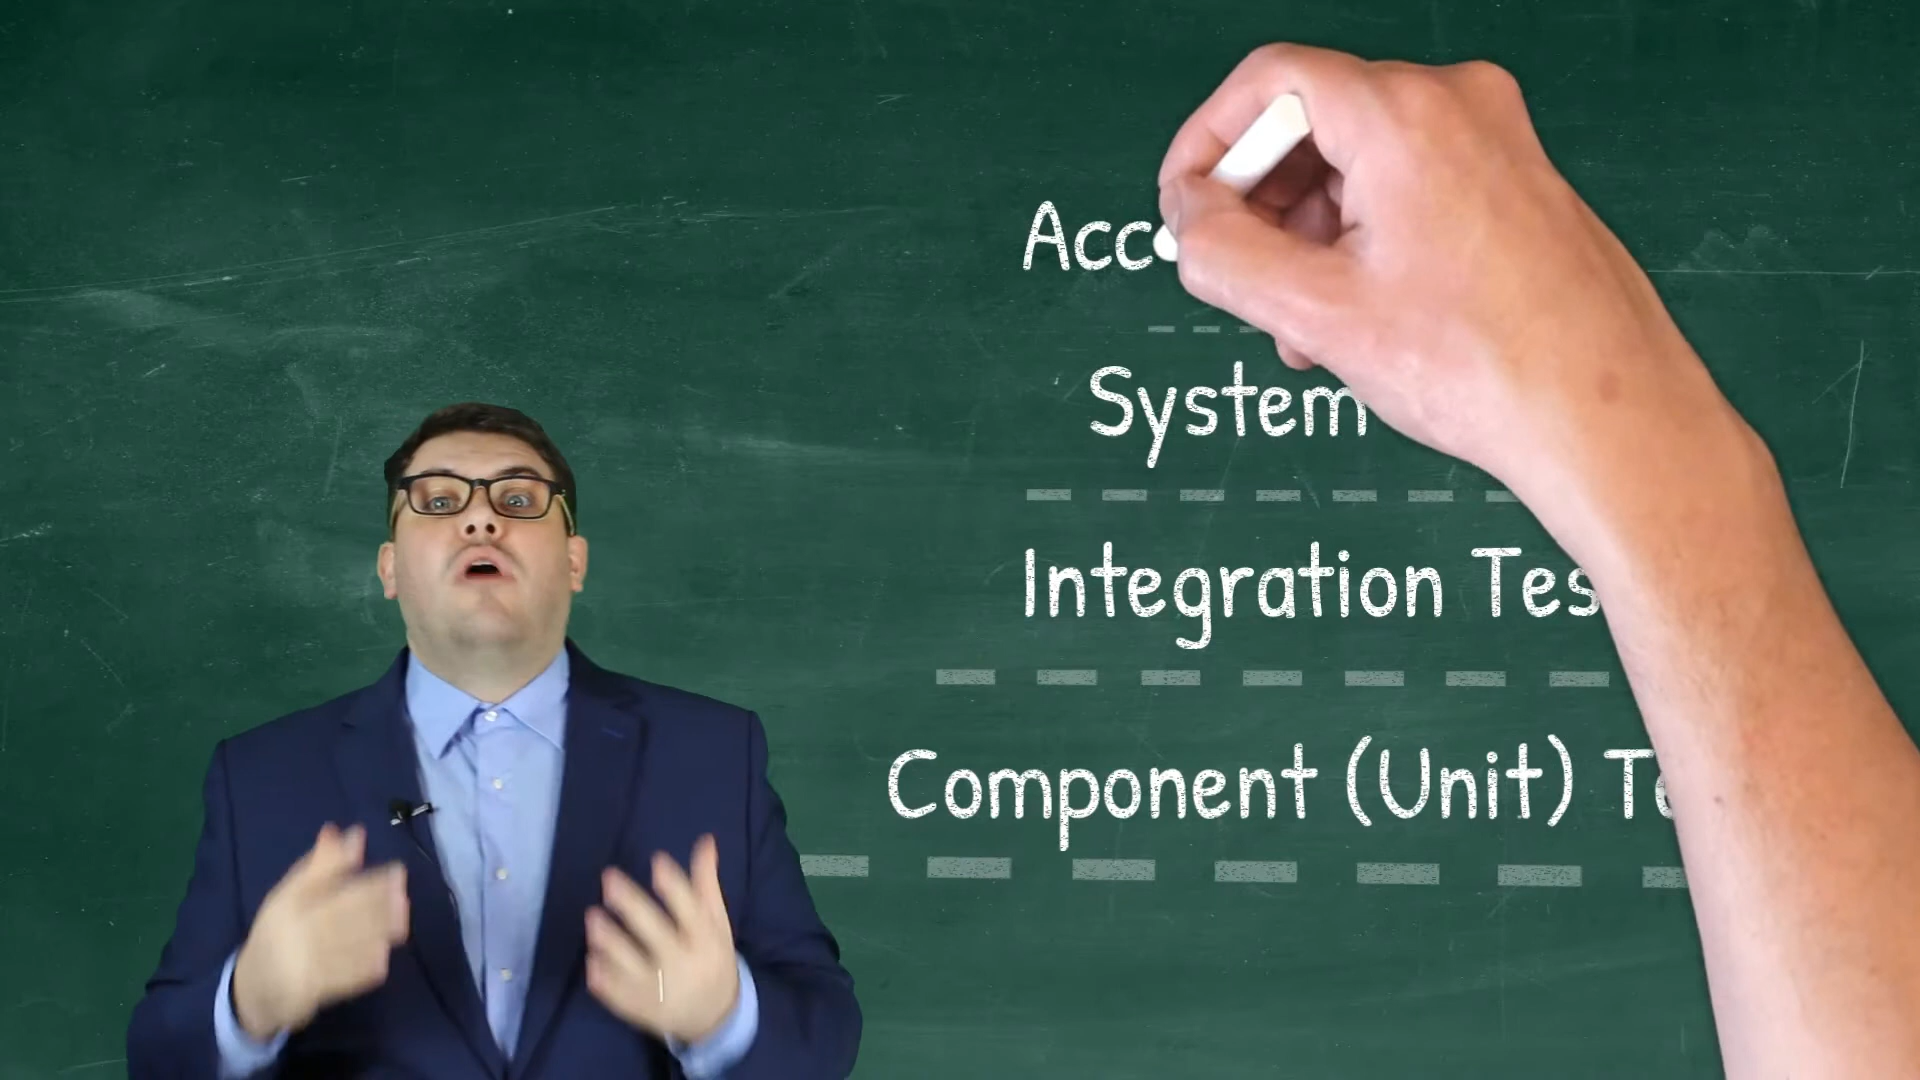 Acc
System
Integration Tes
Component (Unit) Te